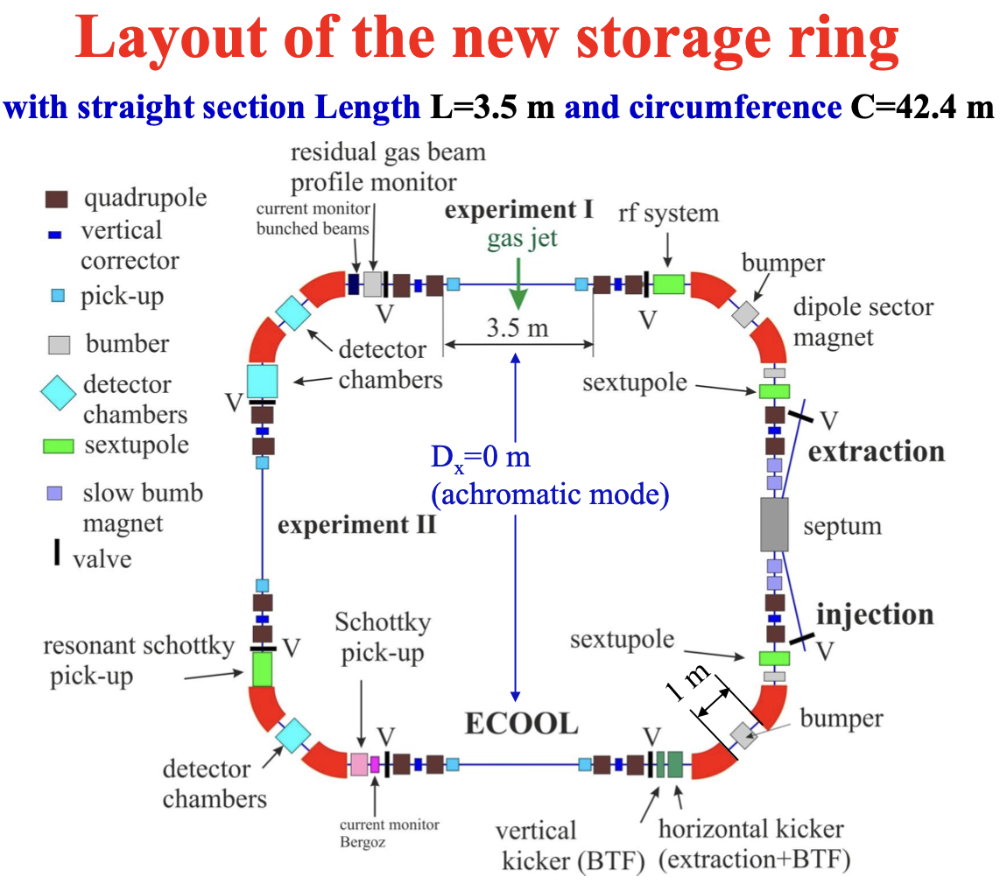 Layout of the new storage ring
with straight section Length L=3.5 m and circumference C=42.4 m
residual gas beam
profile monitor
current monitor
bunched beams
experiment I
gas jet
rf system
bumper
dipole sector
magnet
quadrupole
vertical
corrector
pick-up
bumber
detector
chambers
sextupole
slow bumb
magnet
valve
V
V
3.5 m
detector
chambers
V
sextupole
V
extraction
Dx=0 m
(achromatic mode)
experiment II
septum
injection
V
sextupole
Schottky
pick-up
resonant schottky
pick-up
V
1 m
bumper
ECOOL
V
V
detector
chambers
current monitor
Bergoz
vertical
kicker (BTF)
horizontal kicker
(extraction+BTF)